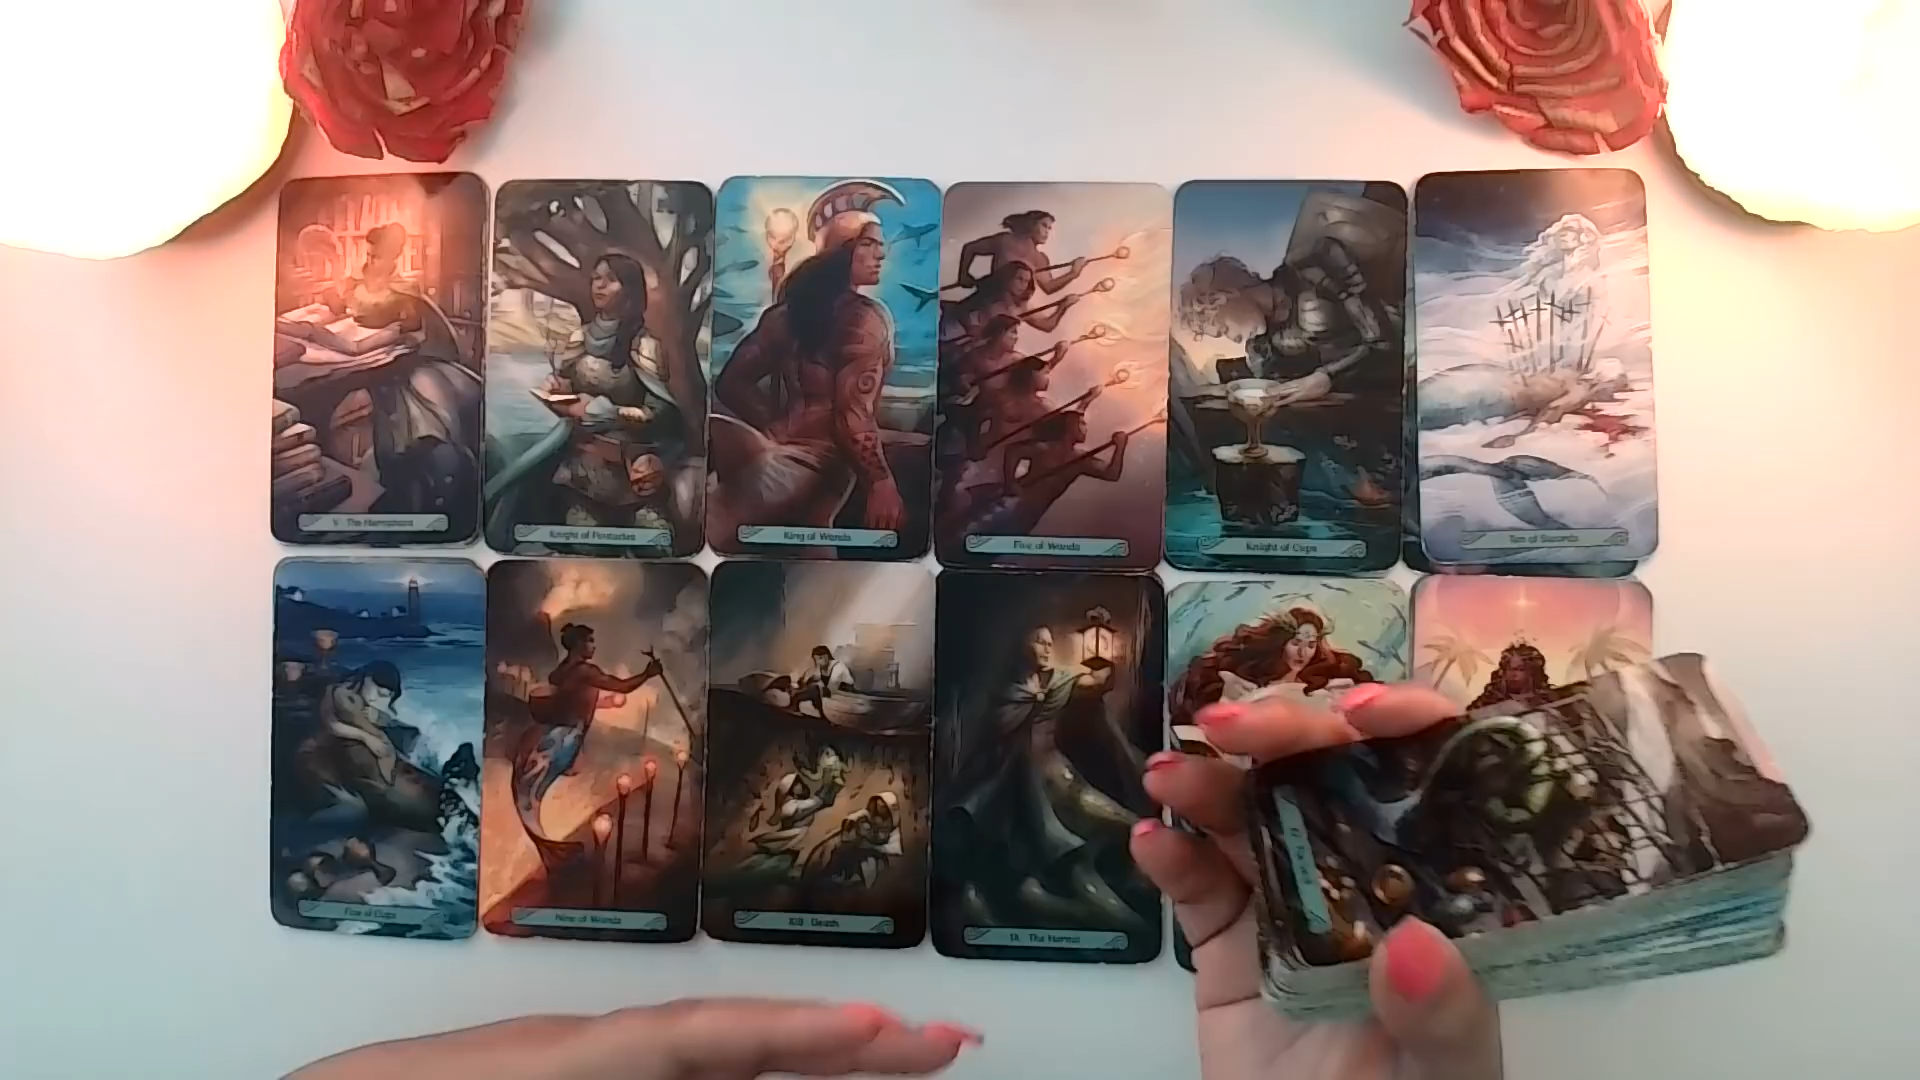 V The Hierophant
Knight of Pentacles
King of Wands
Five of Wands
Knight of Cups
Ten of Swords
Five of Cups
Nine of Wands
XIII Death
IX The Hermit